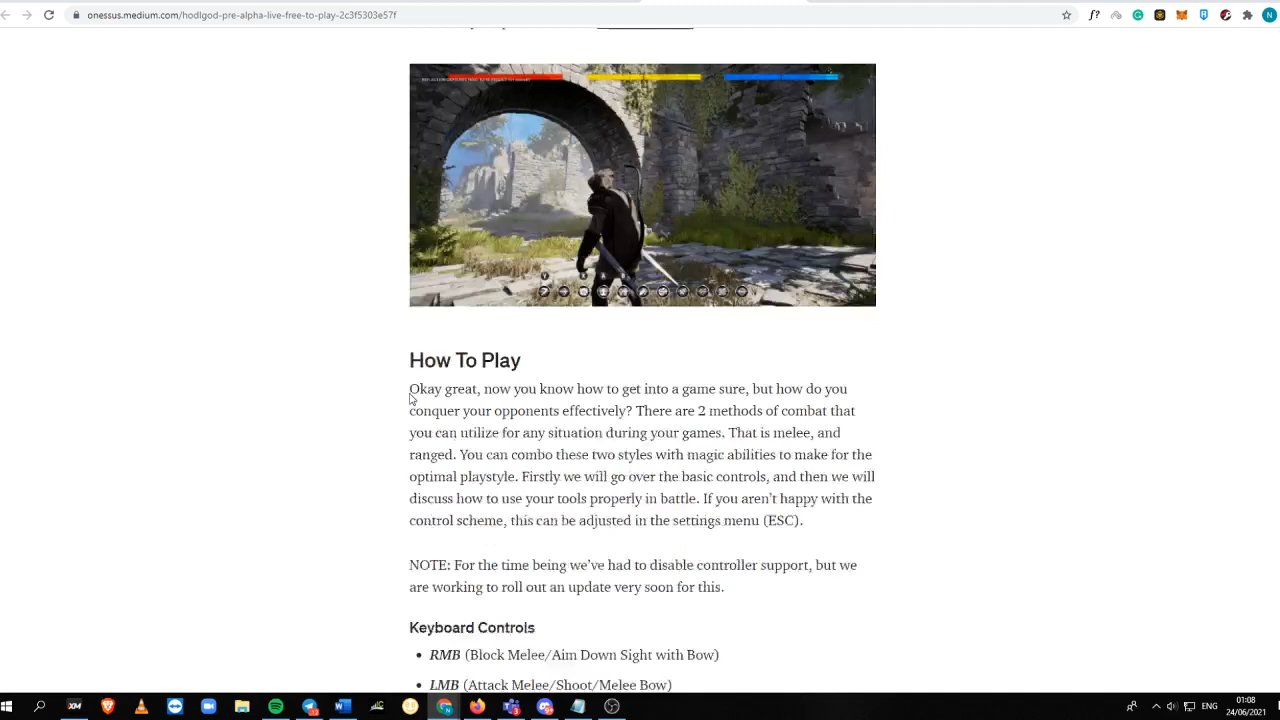 onessus.medium.com/hodlgod-pre-alpha-live-free-to-play-2c3f5303e57f
How To Play
Okay great, now you know how to get into a game sure, but how do you
conquer your opponents effectively? There are 2 methods of combat that
you can utilize for any situation during your games. That is melee, and
ranged. You can combo these two styles with magic abilities to make for the
optimal playstyle. Firstly we will go over the basic controls, and then we will
discuss how to use your tools properly in battle. If you aren't happy with the
control scheme, this can be adjusted in the settings menu (ESC).
NOTE: For the time being we've had to disable controller support, but we
are working to roll out an update very soon for this.
Keyboard Controls
• RMB (Block Melee/Aim Down Sight with Bow)
• LMB (Attack Melee/Shoot/Melee Bow)
ENG
01:08
24/06/2021